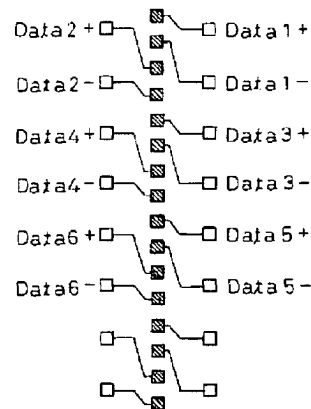 Data2+ Data1+
Data2- Data1-
Data4+ Data3+
Data4- Data3-
Data6+ Data5+
Data6- Data5-